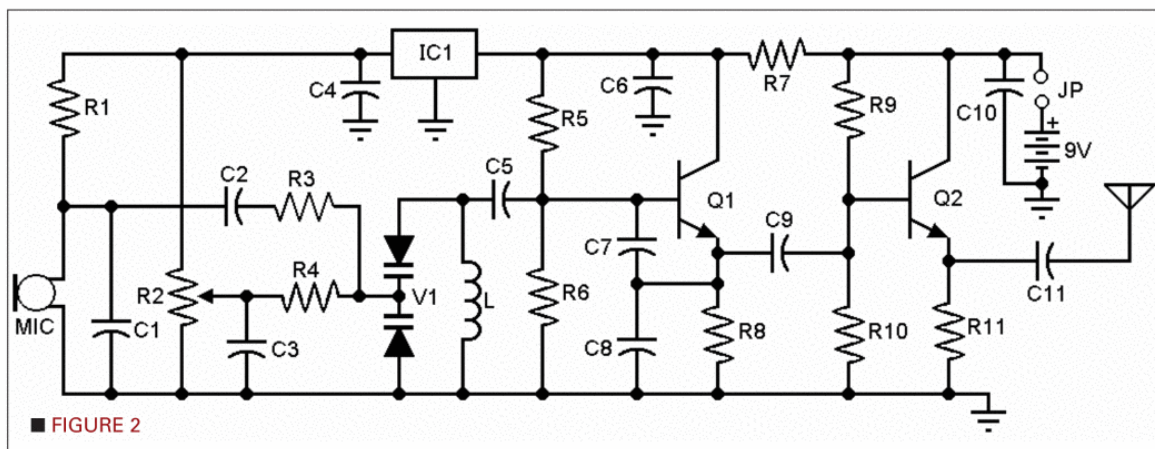 IC1
R1
C4
R5
C6
R7
R9
C10
JP
+
9V
C2
R3
C5
Q1
Q2
MIC
C1
R2
R4
C3
V1
L
R6
C7
C8
C9
R8
R10
R11
C11
■ FIGURE 2